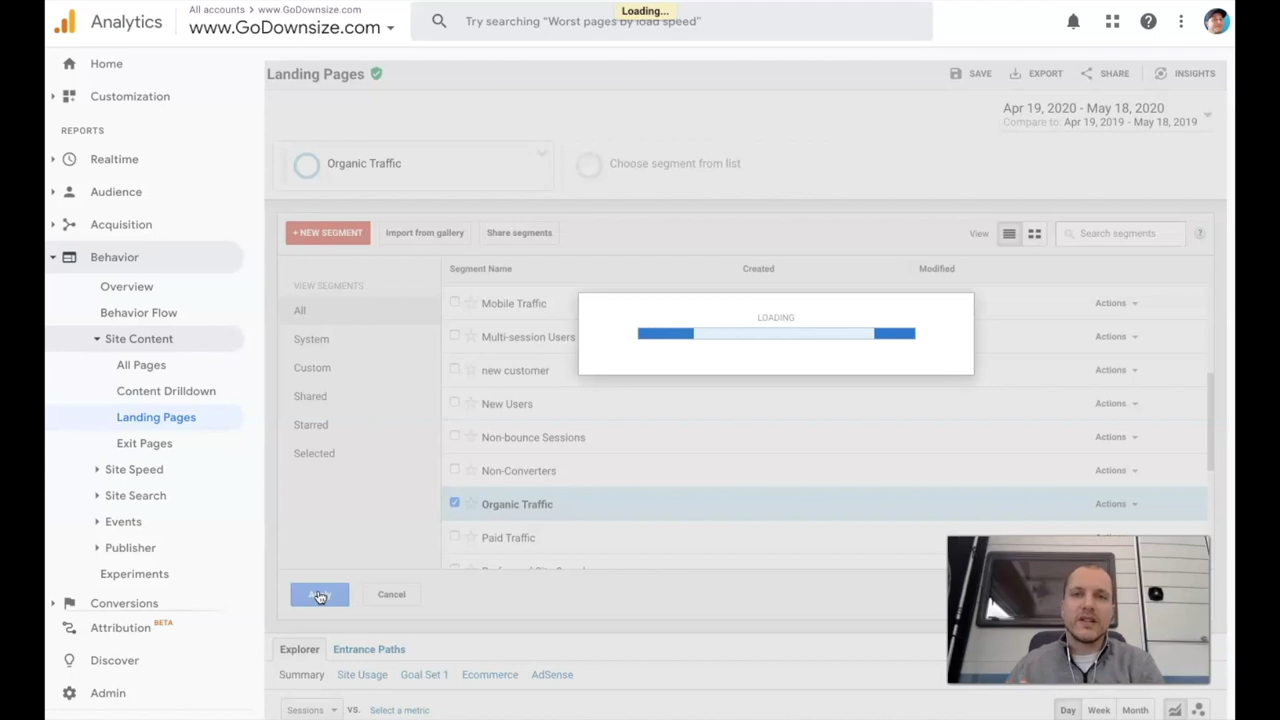 Analytics
All accounts > www.GoDownsize.com
www.GoDownsize.com
Try searching "Worst pages by load speed"
Loading...
Home
Customization
REPORTS
Realtime
Audience
Acquisition
Behavior
Overview
Behavior Flow
Site Content
All Pages
Content Drilldown
Landing Pages
Exit Pages
Site Speed
Site Search
Events
Publisher
Experiments
Conversions
Attribution BETA
Discover
Admin
Landing Pages
SAVE
EXPORT
SHARE
INSIGHTS
Apr 19, 2020 - May 18, 2020
Compare to: Apr 19, 2019 - May 18, 2019
Organic Traffic
Choose segment from list
+ NEW SEGMENT
Import from gallery
Share segments
View
Search segments
VIEW SEGMENTS
All
System
Custom
Shared
Starred
Selected
Segment Name Created Modified
Mobile Traffic Actions
Multi-session Users Actions
new customer Actions
New Users Actions
Non-bounce Sessions Actions
Non-Converters Actions
Organic Traffic Actions
Paid Traffic
LOADING
Cancel
Explorer Entrance Paths
Summary Site Usage Goal Set 1 Ecommerce AdSense
Sessions VS. Select a metric
Day Week Month